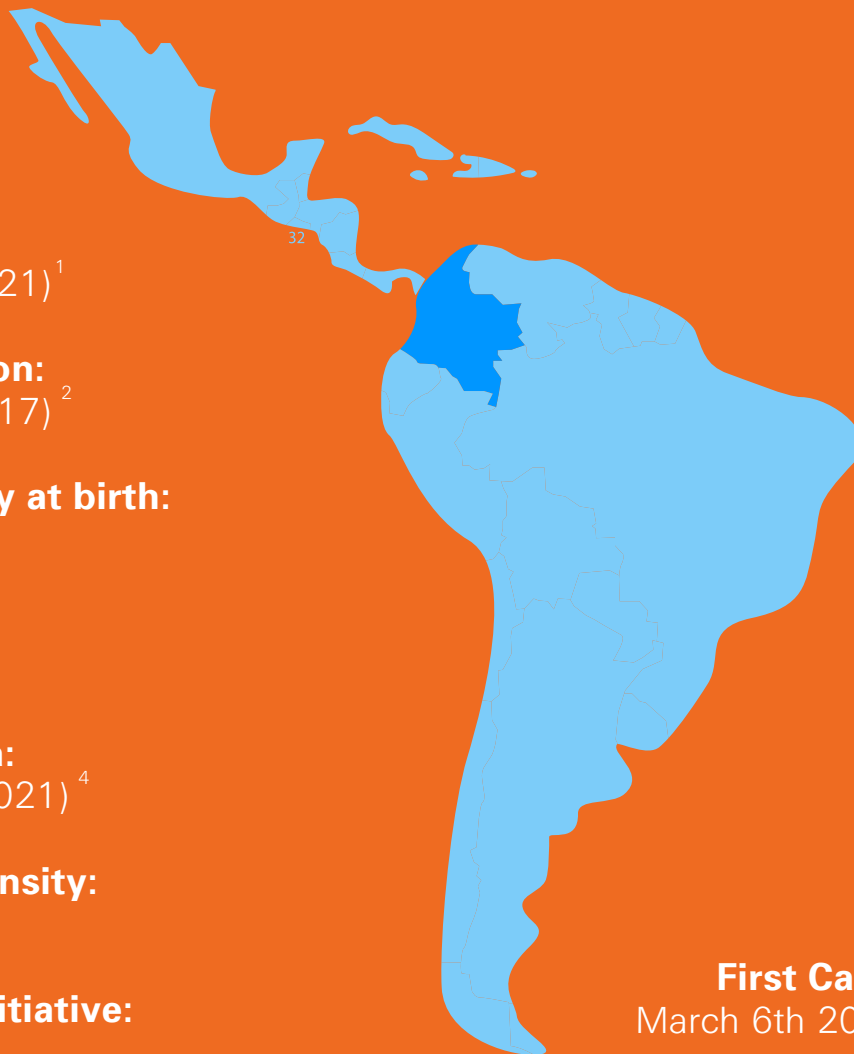 32
21) 1
on:
17) 2
y at birth:
n:
021) 4
nsity:
itiative:
First Ca
March 6th 20